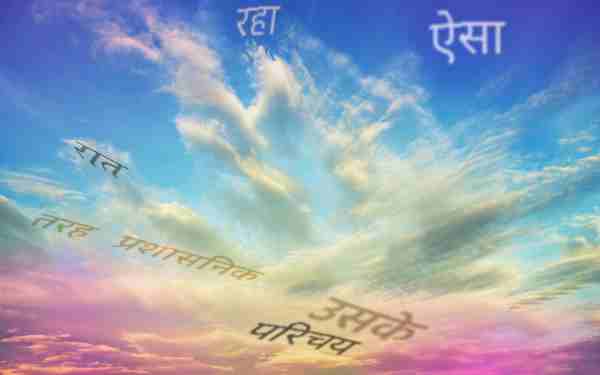 रहा
ऐसा
रात
तरह प्रशासनिक
उसके
परिचय